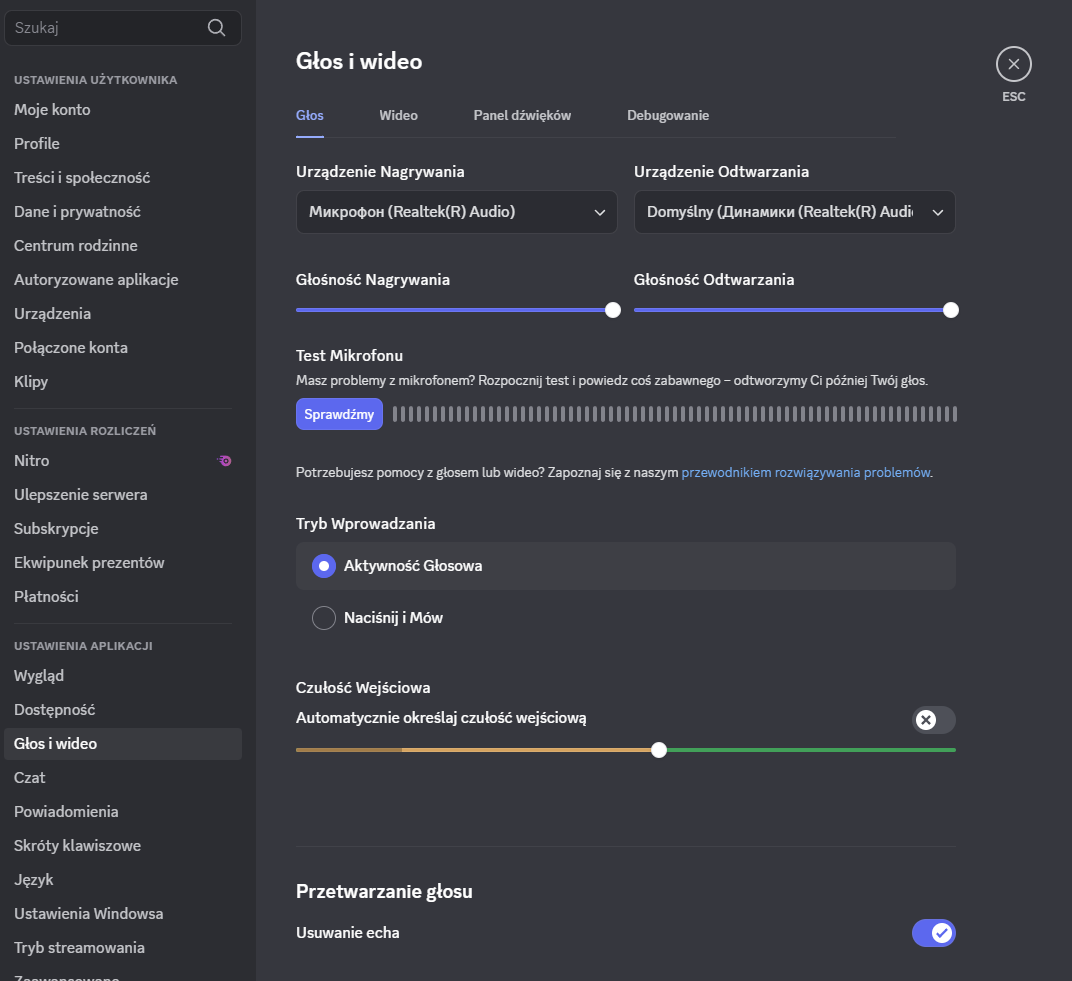 Szukaj
USTAWIENIA UŻYTKOWNIKA
Moje konto
Profile
Treści i społeczność
Dane i prywatność
Centrum rodzinne
Autoryzowane aplikacje
Urządzenia
Połączone konta
Klipy
USTAWIENIA ROZLICZEŃ
Nitro
Ulepszenie serwera
Subskrypcje
Ekwipunek prezentów
Płatności
USTAWIENIA APLIKACJI
Wygląd
Dostępność
Głos i wideo
Czat
Powiadomienia
Skróty klawiszowe
Język
Ustawienia Windowsa
Tryb streamowania
Głos i wideo
ESC
Głos Wideo Panel dźwięków Debugowanie
Urządzenie Nagrywania Urządzenie Odtwarzania
Микрофон (Realtek(R) Audio) Domyślny (Динамики (Realtek(R) Audi
Głośność Nagrywania Głośność Odtwarzania
Test Mikrofonu
Masz problemy z mikrofonem? Rozpocznij test i powiedz coś zabawnego – odtworzymy Ci później Twój głos.
Sprawdźmy
Potrzebujesz pomocy z głosem lub wideo? Zapoznaj się z naszym przewodnikiem rozwiązywania problemów.
Tryb Wprowadzania
Aktywność Głosowa
Naciśnij i Mów
Czułość Wejściowa
Automatycznie określaj czułość wejściową
Przetwarzanie głosu
Usuwanie echa